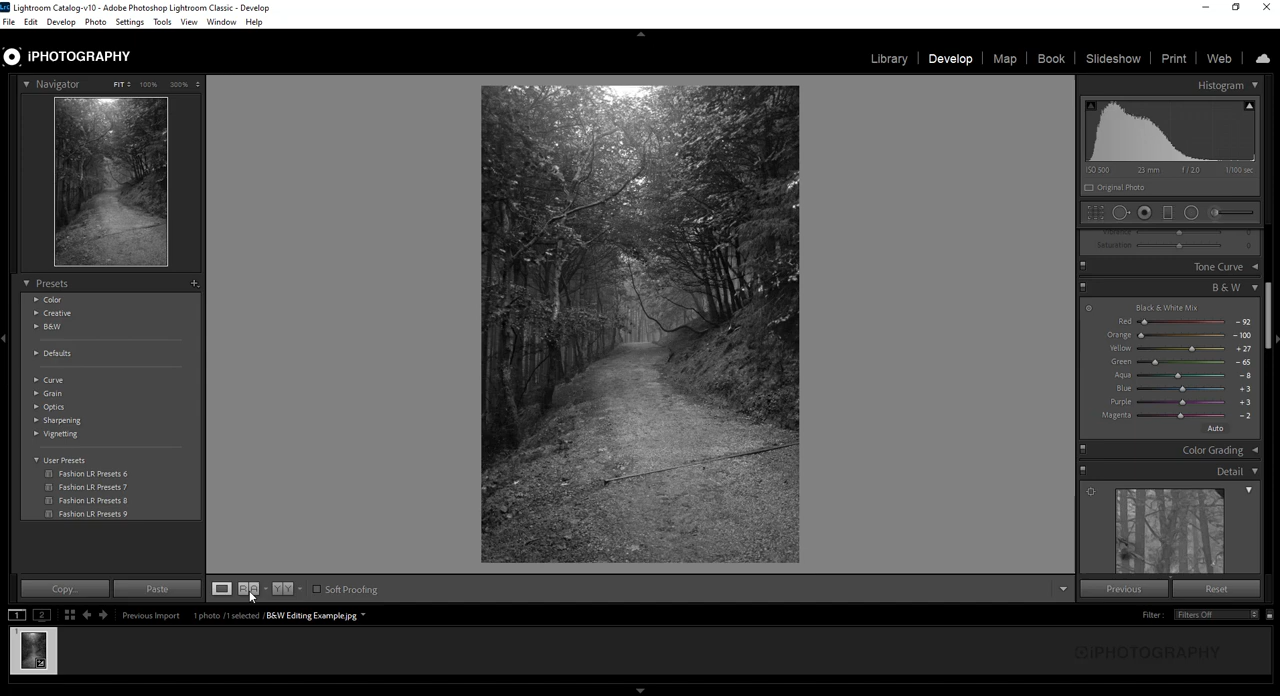 Lightroom Catalog-v10 - Adobe Photoshop Lightroom Classic - Develop
File Edit Develop Photo Settings Tools View Window Help
iPHOTOGRAPHY
Library Develop Map Book Slideshow Print Web
Navigator FIT 100% 300%
Histogram
ISO 500 23 mm f / 2.0 1/100 sec
Original Photo
Vibrance 0
Saturation 0
Tone Curve
B & W
Black & White Mix
Red - 92
Orange - 100
Yellow + 27
Green - 65
Aqua - 8
Blue + 3
Purple + 3
Magenta - 2
Auto
Color Grading
Detail
Presets +
Color
Creative
B&W
Defaults
Curve
Grain
Optics
Sharpening
Vignetting
User Presets
Fashion LR Presets 6
Fashion LR Presets 7
Fashion LR Presets 8
Fashion LR Presets 9
Copy... Paste
R A Y Y Soft Proofing
Previous Reset
1 2 Previous Import 1 photo / 1 selected / B&W Editing Example.jpg
Filter : Filters Off
1
iPHOTOGRAPHY